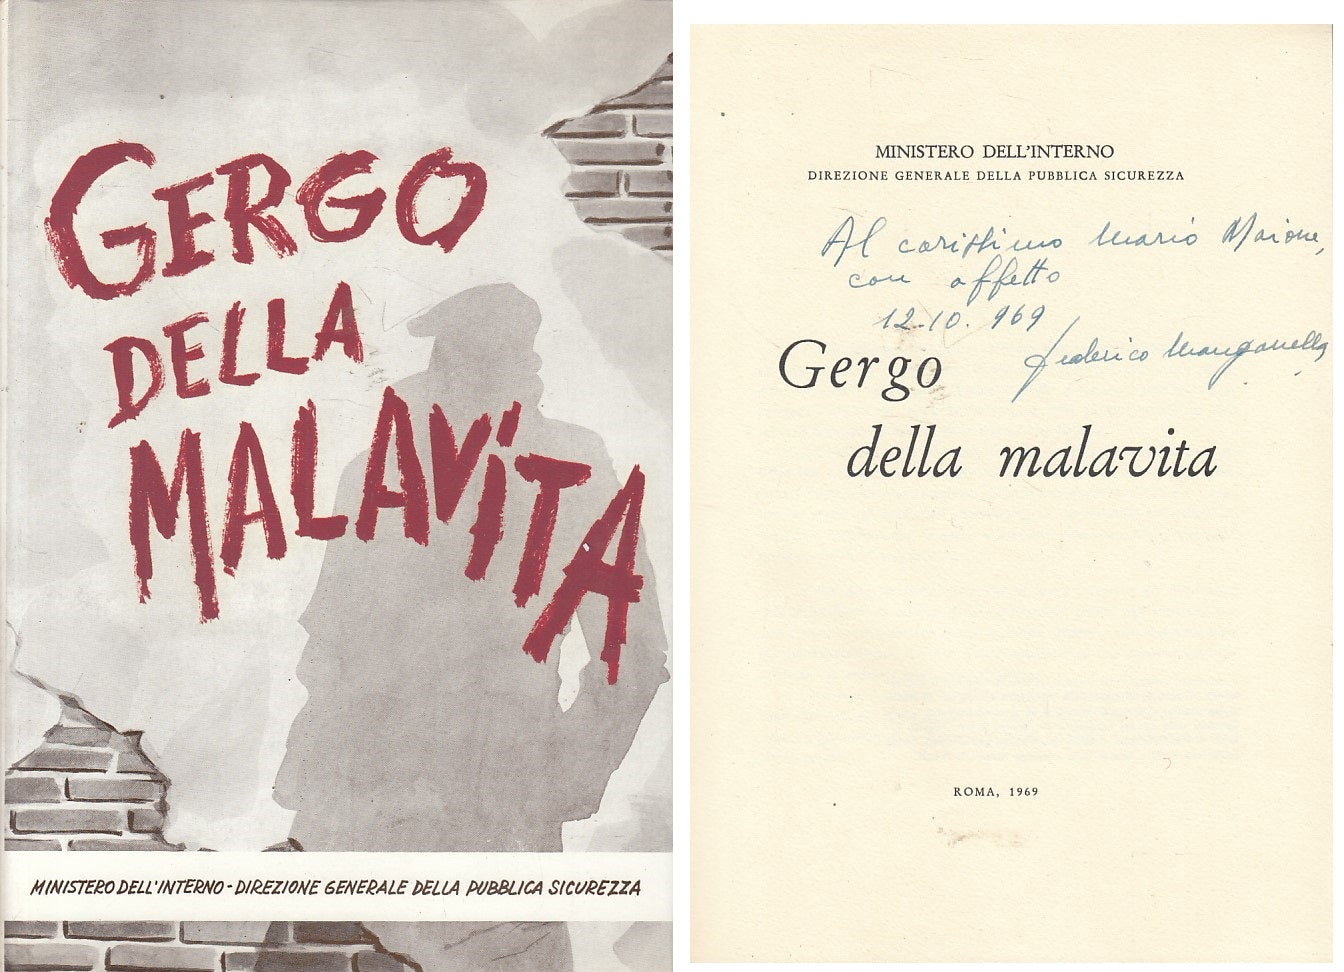 GERGO
DELLA
MALAVITA
MINISTERO DELL'INTERNO - DIREZIONE GENERALE DELLA PUBBLICA SICUREZZA
MINISTERO DELL'INTERNO
DIREZIONE GENERALE DELLA PUBBLICA SICUREZZA
Al carissimo Mario Maione,
con affetto
12.10.969
Federico Manganella
Gergo
della malavita
ROMA, 1969